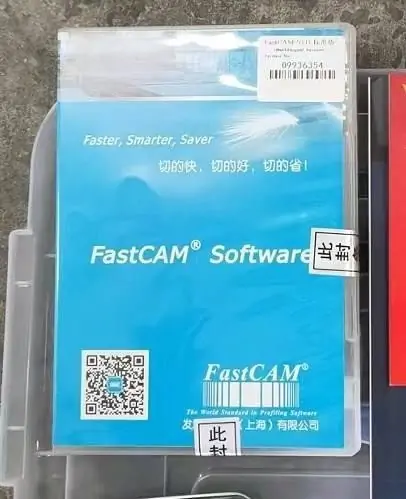 FastCAM
09936354
Faster, Smarter, Saver
切的快，切的好，切的省！
FastCAM® Software
此封
FastCAM®
The World Standard in Profiling Software
发
（上海）有限公司
此封